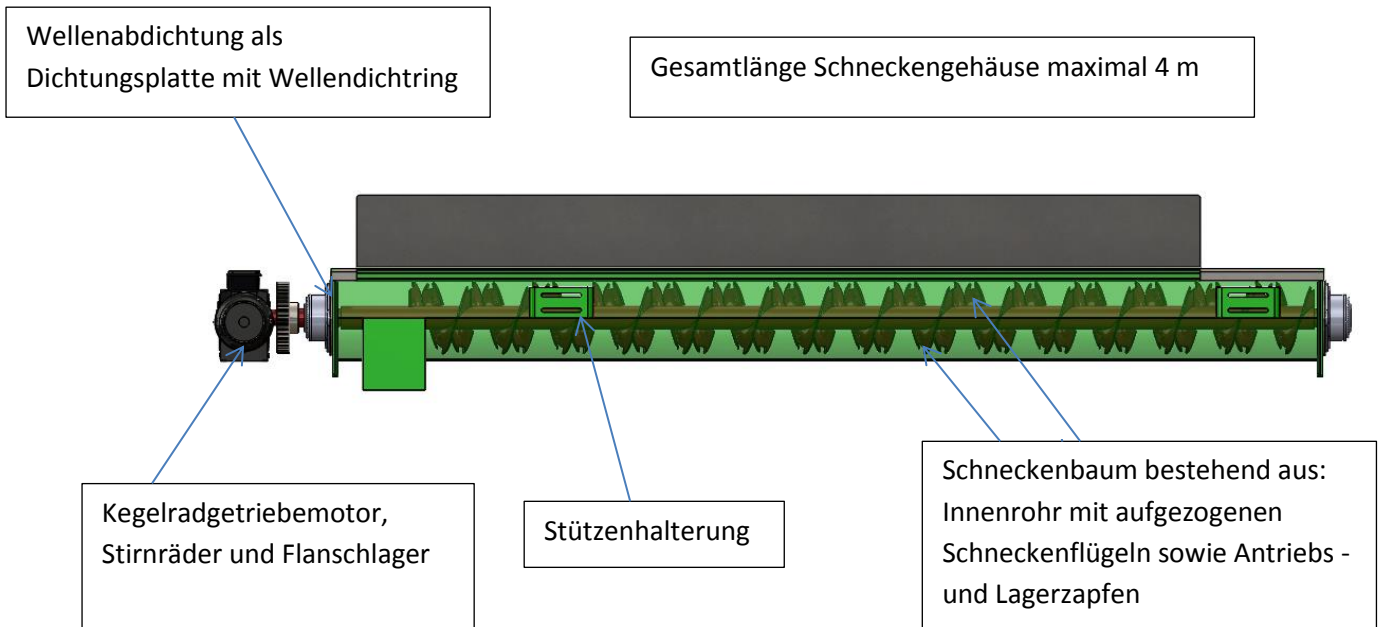 Wellenabdichtung als
Dichtungsplatte mit Wellendichtring
Gesamtlänge Schneckengehäuse maximal 4 m
Kegelradgetriebemotor,
Stirnräder und Flanschlager
Stützenhalterung
Schneckenbaum bestehend aus:
Innenrohr mit aufgezogenen
Schneckenflügeln sowie Antriebs -
und Lagerzapfen